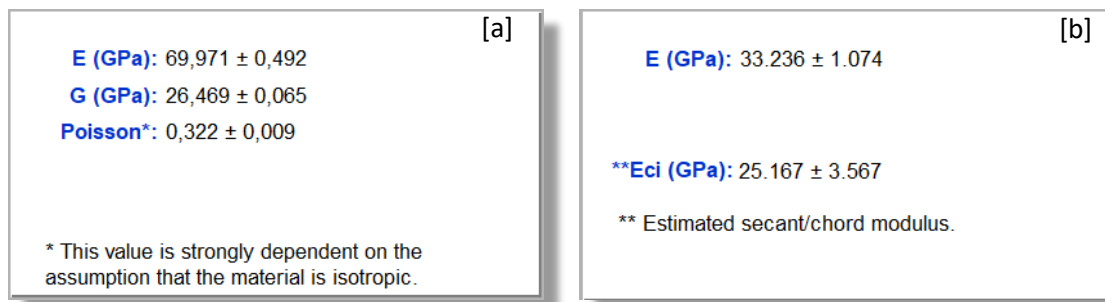 [a]
E (GPa): 69,971 ± 0,492
G (GPa): 26,469 ± 0,065
Poisson*: 0,322 ± 0,009
* This value is strongly dependent on the
assumption that the material is isotropic.
[b]
E (GPa): 33.236 ± 1.074
**Eci (GPa): 25.167 ± 3.567
** Estimated secant/chord modulus.